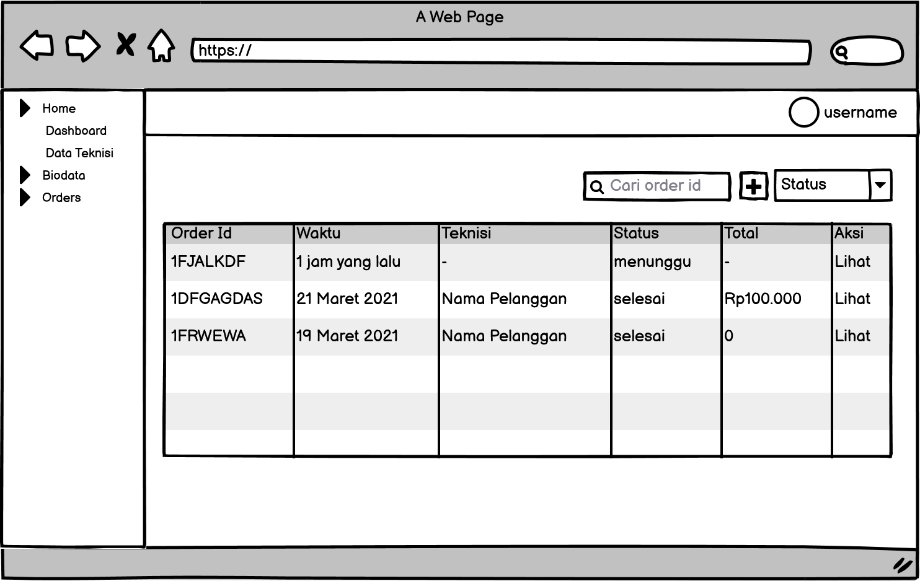 A Web Page
https://
Home
Dashboard
Data Teknisi
Biodata
Orders
username
Cari order id
Status
Order Id Waktu Teknisi Status Total Aksi
1FJALKDF 1 jam yang lalu - menunggu - Lihat
1DFGAGDAS 21 Maret 2021 Nama Pelanggan selesai Rp100.000 Lihat
1FRWEWA 19 Maret 2021 Nama Pelanggan selesai 0 Lihat